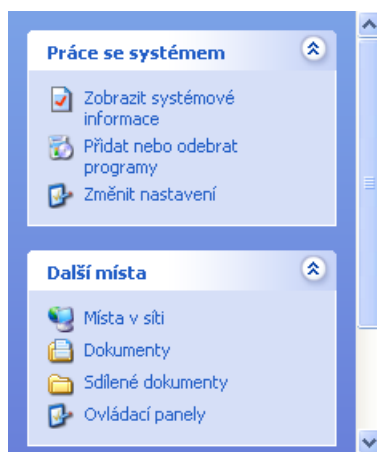 Práce se systémem
Zobrazit systémové
informace
Přidat nebo odebrat
programy
Změnit nastavení
Další místa
Místa v síti
Dokumenty
Sdílené dokumenty
Ovládací panely